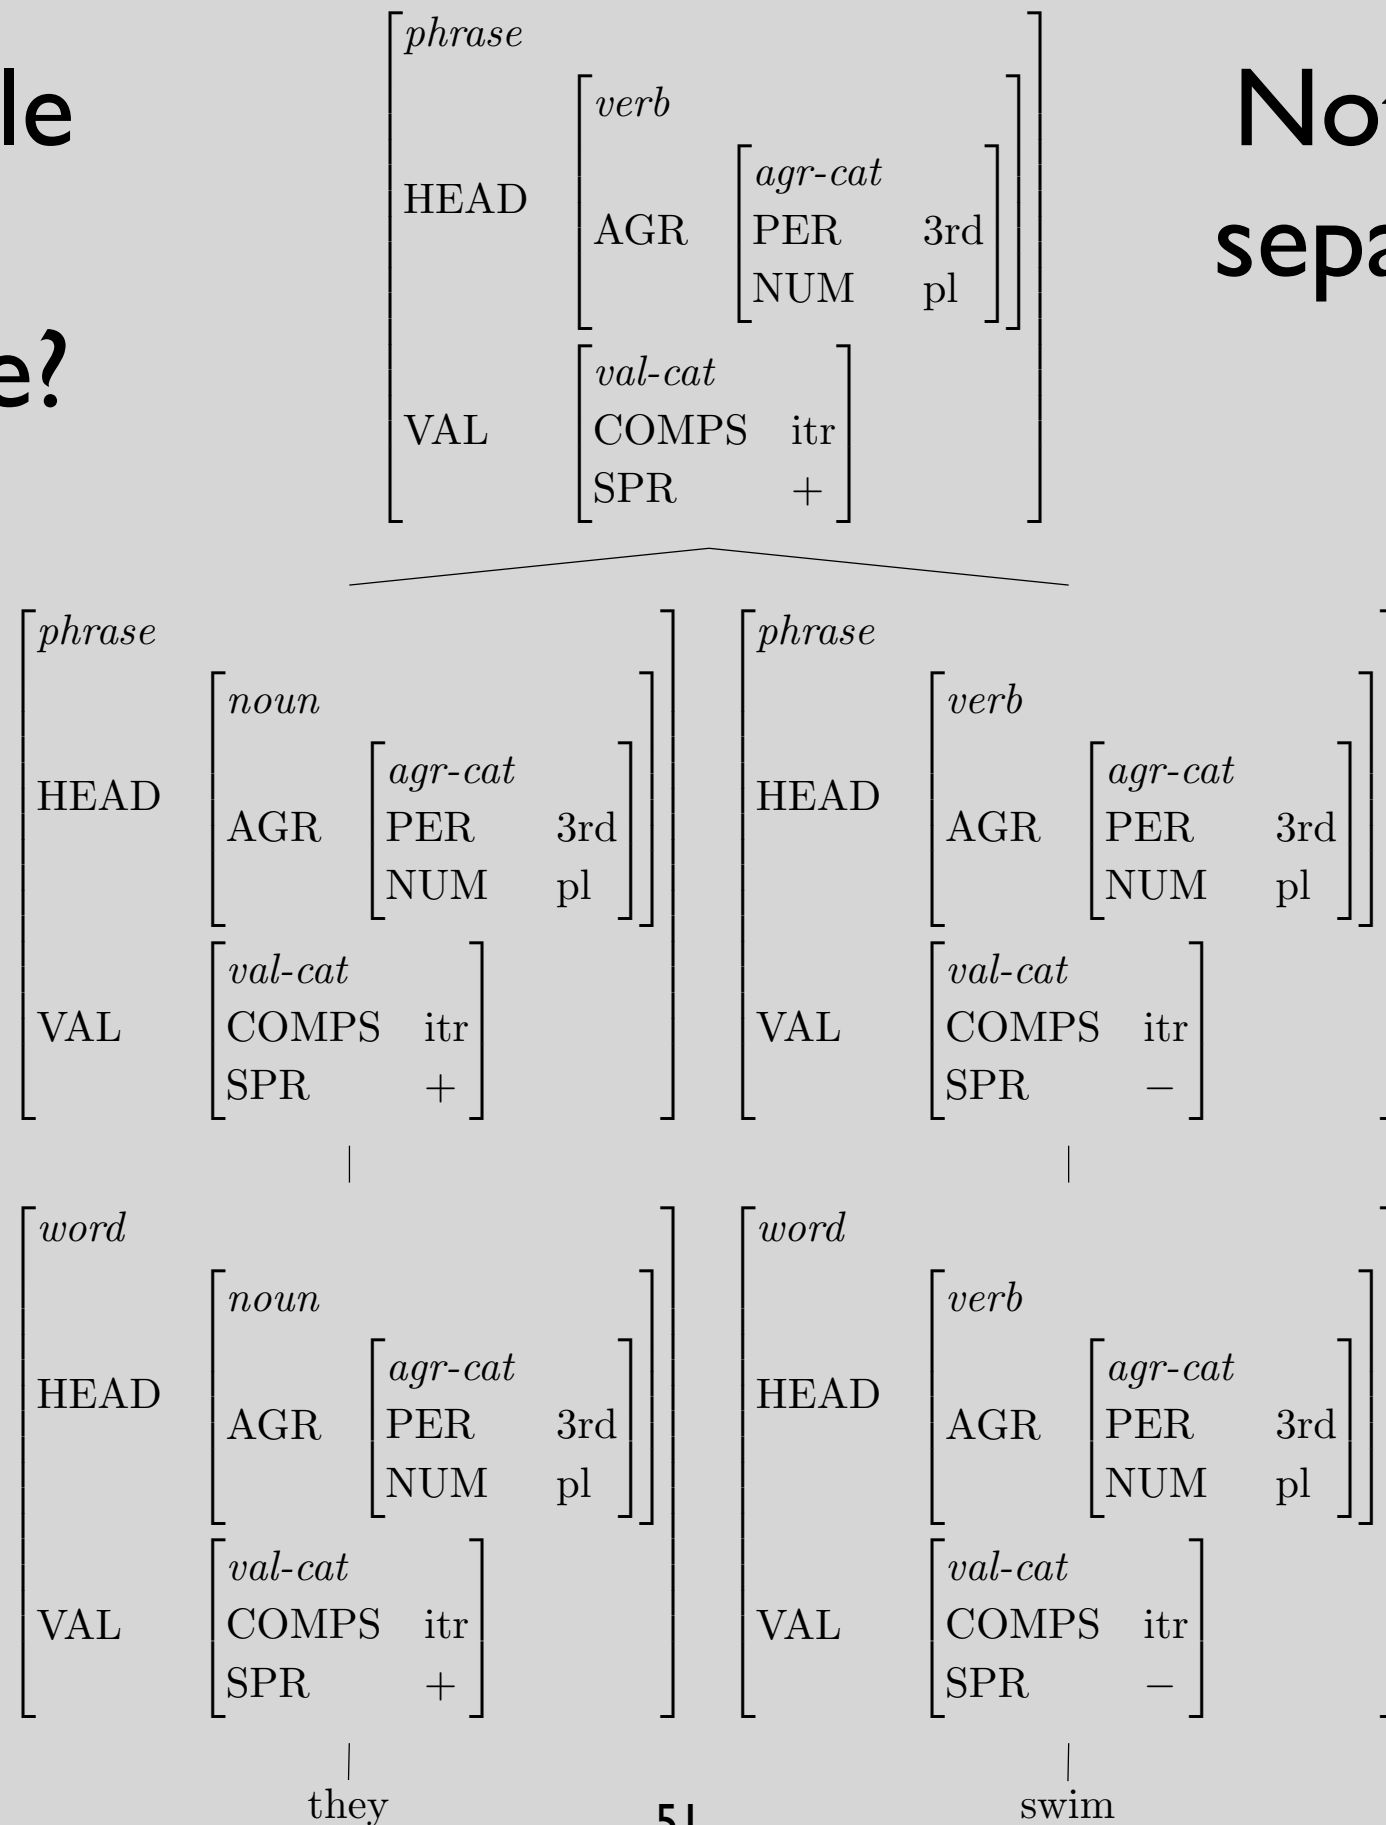 phrase
le
No
verb
agr-cat
HEAD
AGR PER 3rd
sepa
NUM pl
e?
val-cat
VAL COMPS itr
SPR +
phrase phrase
noun verb
agr-cat agr-cat
HEAD HEAD
AGR PER 3rd AGR PER 3rd
NUM pl NUM pl
val-cat val-cat
VAL COMPS itr VAL COMPS itr
SPR + SPR −
word word
noun verb
agr-cat agr-cat
HEAD HEAD
AGR PER 3rd AGR PER 3rd
NUM pl NUM pl
val-cat val-cat
VAL COMPS itr VAL COMPS itr
SPR + SPR −
they swim
51